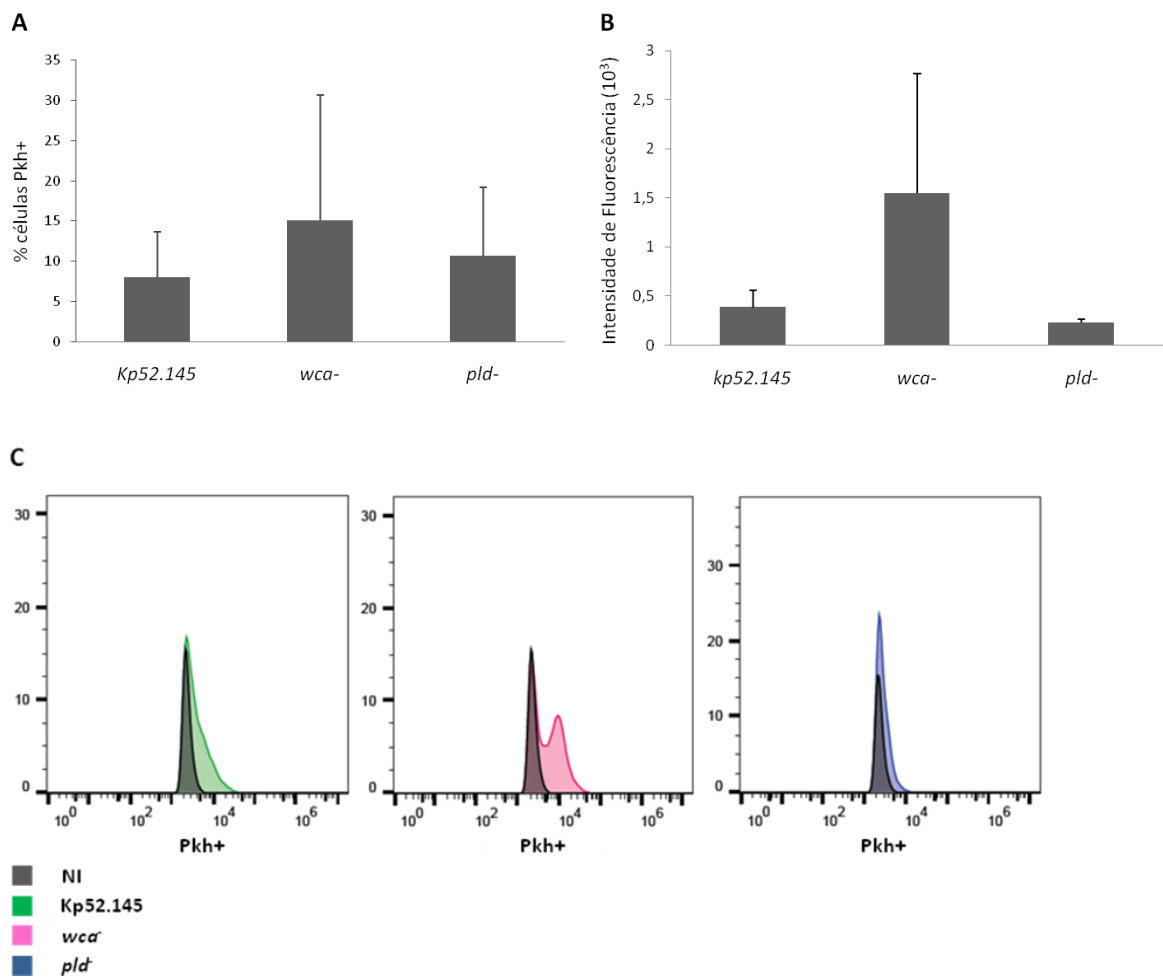 A
% células Pkh+
35
30
25
20
15
10
5
0
Kp52.145 wca- pld-
B
Intensidade de Fluorescência (10³)
3
2,5
2
1,5
1
0,5
0
kp52.145 wca- pld-
C
30
20
10
0
10⁰ 10² 10⁴ 10⁶
Pkh+
30
20
10
0
10⁰ 10² 10⁴ 10⁶
Pkh+
30
20
10
0
10⁰ 10² 10⁴ 10⁶
Pkh+
NI
Kp52.145
wca⁻
pld⁻